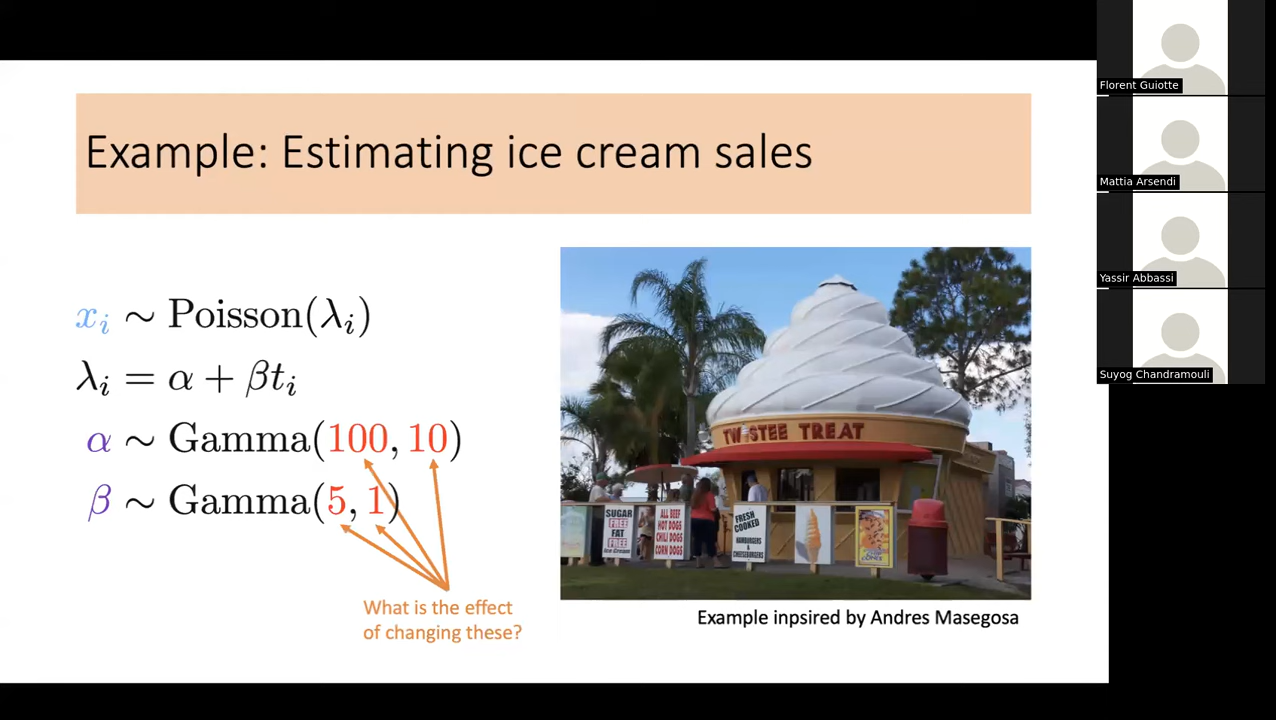 Example: Estimating ice cream sales
xᵢ ∼ Poisson(λᵢ)
λᵢ = α + βtᵢ
α ∼ Gamma(100, 10)
β ∼ Gamma(5, 1)
What is the effect
of changing these?
TWISTEE TREAT
SUGAR
FREE
FAT
FREE
ALL BEEF
HOT DOGS
CHILI DOGS
CORN DOGS
FRESH
COOKED
HAMBURGERS
&
CHEESEBURGERS
Example inpsired by Andres Masegosa
Florent Guiotte
Mattia Arsendi
Yassir Abbassi
Suyog Chandramouli